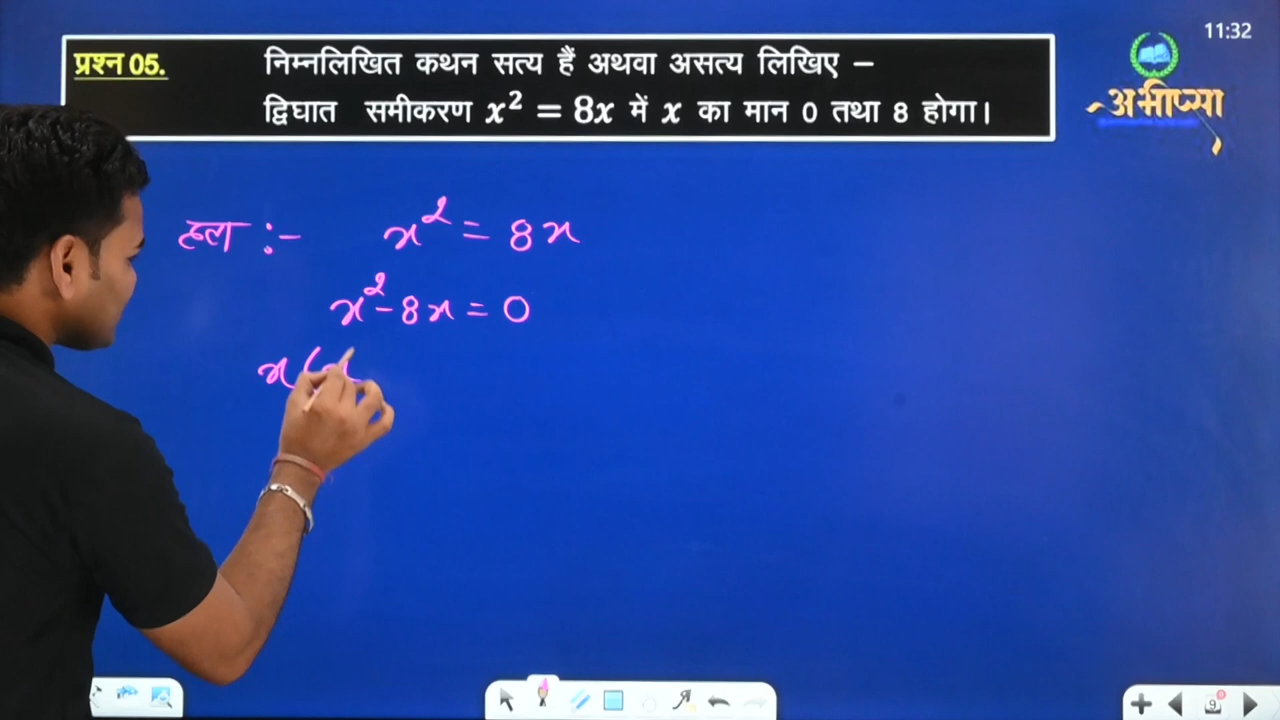 11:32
प्रश्न 05. निम्नलिखित कथन सत्य हैं अथवा असत्य लिखिए –
द्विघात समीकरण x² = 8x में x का मान 0 तथा 8 होगा।
अभीप्सा
हल :- x² = 8x
x² - 8x = 0
x(x
9